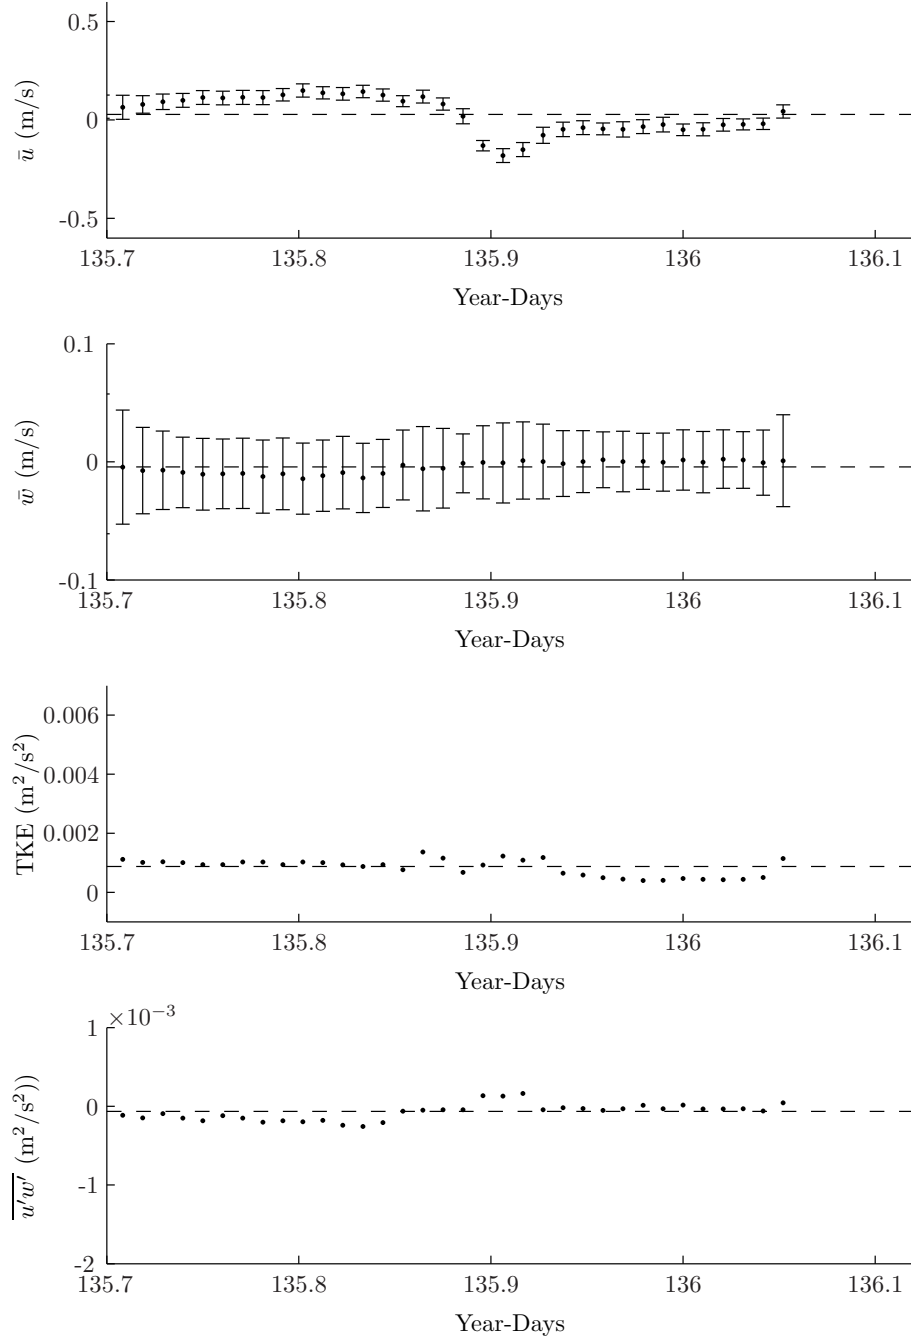 0.5
0
-0.5
ū (m/s)
135.7 135.8 135.9 136 136.1
Year-Days
0.1
0
-0.1
w̄ (m/s)
135.7 135.8 135.9 136 136.1
Year-Days
0.006
0.004
0.002
0
TKE (m²/s²)
135.7 135.8 135.9 136 136.1
Year-Days
×10⁻³
1
0
-1
-2
u̅'̅w̅'̅ (m²/s²))
135.7 135.8 135.9 136 136.1
Year-Days